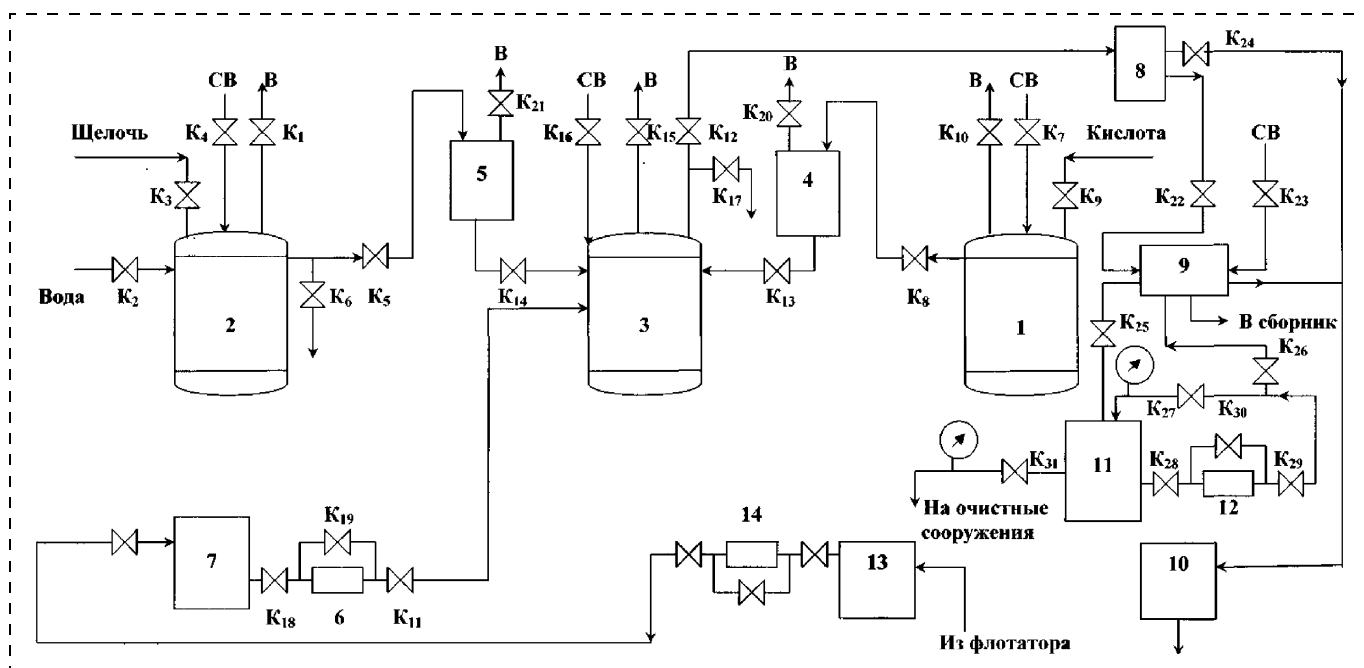 К24
8
В
В
СВ
В
СВ
В
К21
К20
В
СВ
Щелочь
К4
К1
К16
К15
К12
К10
К7
Кислота
СВ
5
4
К3
К17
К9
К22
К23
9
Вода
К2
К6
К5
К14
К13
К8
2
3
1
К25
В сборник
К26
К27
К30
К31
11
К28
К29
12
На очистные
сооружения
14
К19
7
13
10
К18
6
К11
Из флотатора